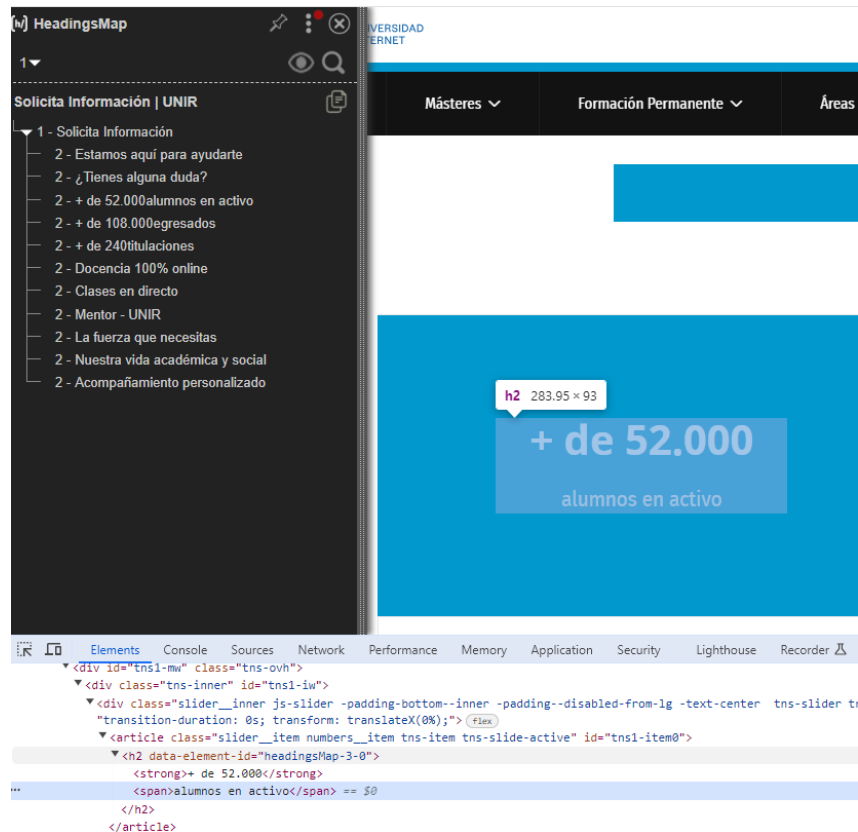 HeadingsMap
1
Solicita Información | UNIR
1 - Solicita Información
2 - Estamos aquí para ayudarte
2 - ¿Tienes alguna duda?
2 - + de 52.000alumnos en activo
2 - + de 108.000egresados
2 - + de 240titulaciones
2 - Docencia 100% online
2 - Clases en directo
2 - Mentor - UNIR
2 - La fuerza que necesitas
2 - Nuestra vida académica y social
2 - Acompañamiento personalizado
IVERSIDAD
ERNET
Másteres
Formación Permanente
Áreas
h2 283.95 × 93
+ de 52.000
alumnos en activo
Elements Console Sources Network Performance Memory Application Security Lighthouse Recorder
<div id="tns1-mw" class="tns-ovh">
<div class="tns-inner" id="tns1-iw">
<div class="slider__inner js-slider -padding-bottom--inner -padding--disabled-from-lg -text-center tns-slider tr
"transition-duration: 0s; transform: translateX(0%);"> flex
<article class="slider__item numbers__item tns-item tns-slide-active" id="tns1-item0">
<h2 data-element-id="headingsMap-3-0">
<strong>+ de 52.000</strong>
... <span>alumnos en activo</span> == $0
</h2>
</article>